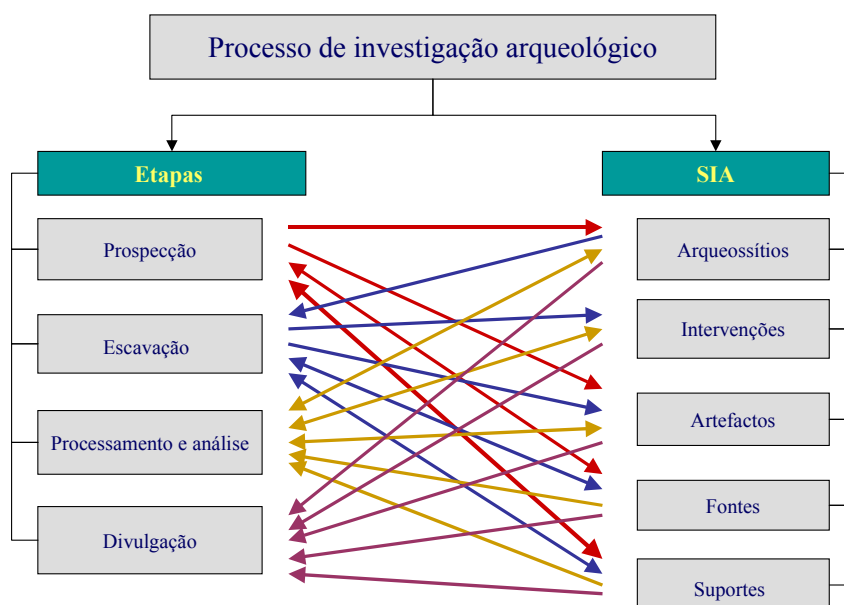 Processo de investigação arqueológico
Etapas
SIA
Prospecção
Arqueossítios
Escavação
Intervenções
Processamento e análise
Artefactos
Divulgação
Fontes
Suportes